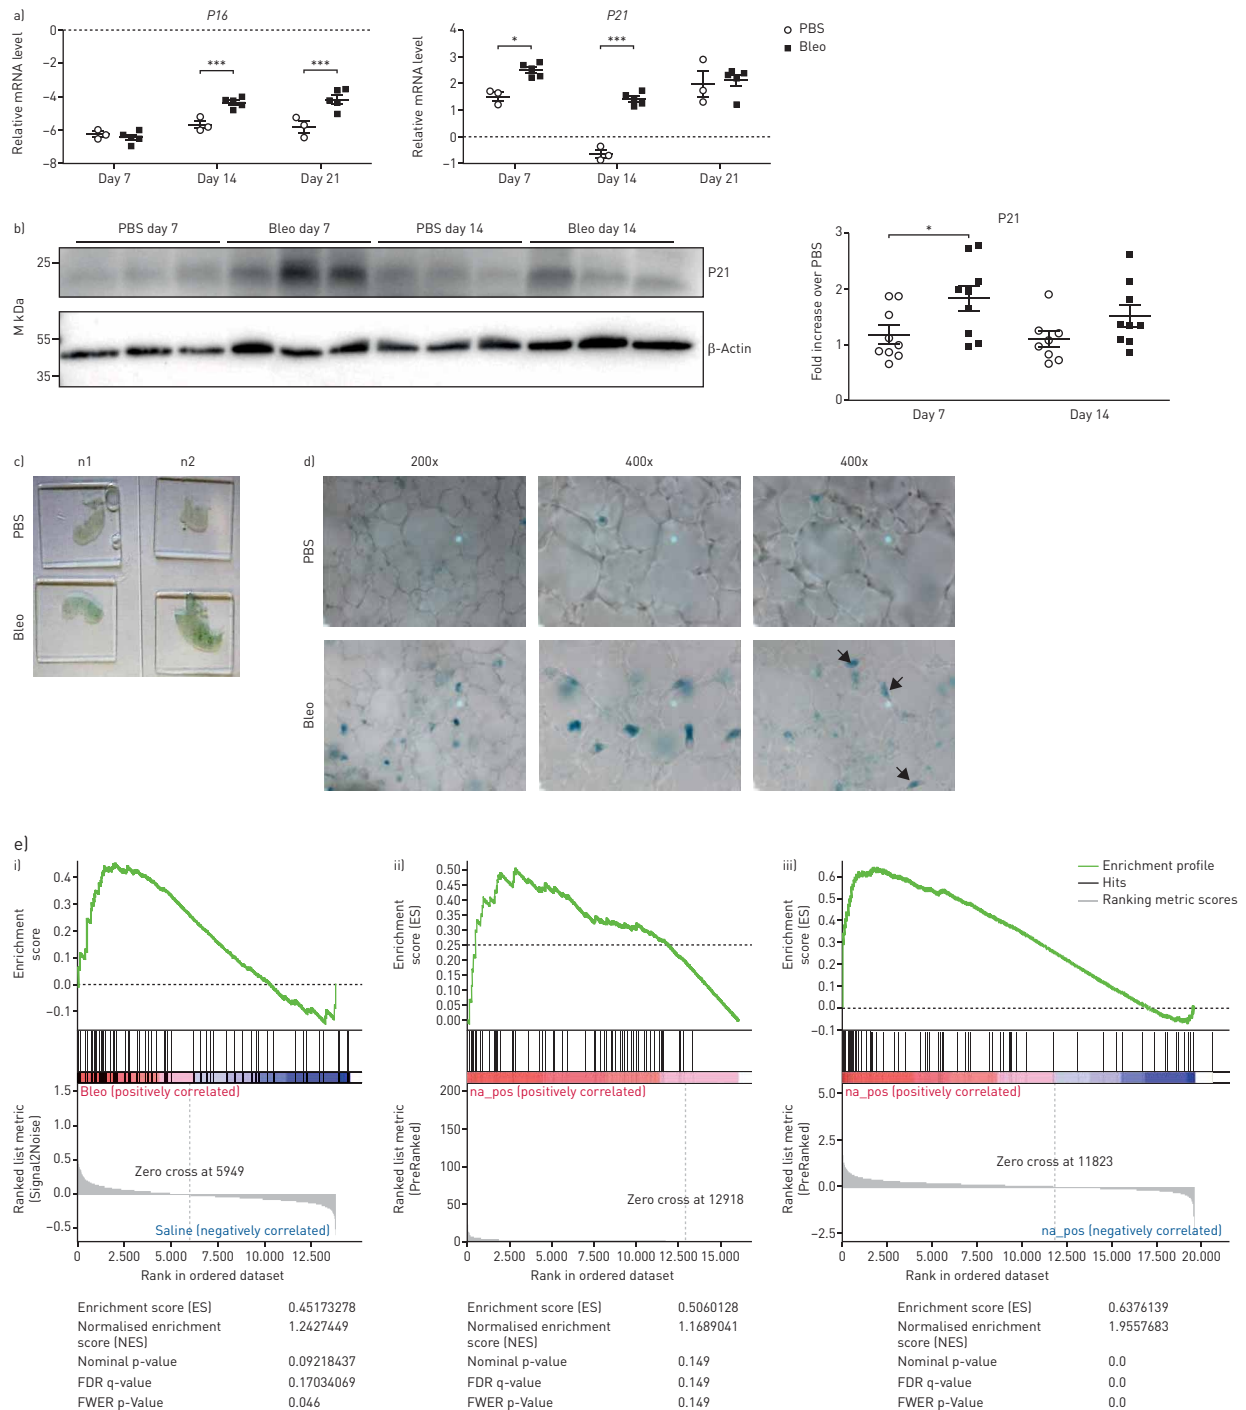 a)
P16
Relative mRNA level
0
–2
–4
–6
–8
***
***
Day 7
Day 14
Day 21
P21
Relative mRNA level
4
3
2
1
0
–1
*
***
Day 7
Day 14
Day 21
PBS
Bleo
b)
PBS day 7
Bleo day 7
PBS day 14
Bleo day 14
M kDa
25
55
35
P21
β-Actin
P21
Fold increase over PBS
3
2
1
0
*
Day 7
Day 14
c)
n1
n2
PBS
Bleo
d)
200x
400x
400x
PBS
Bleo
e)
i)
Enrichment
score
0.4
0.3
0.2
0.1
0.0
–0.1
Bleo (positively correlated)
Ranked list metric
(Signal2Noise)
1.5
1.0
0.5
0.0
–0.5
Zero cross at 5949
Saline (negatively correlated)
0
2.500
5.000
7.500
10.000
12.500
Rank in ordered dataset
Enrichment score (ES) 0.45173278
Normalised enrichment 1.2427449
score (NES)
Nominal p-value 0.09218437
FDR q-value 0.17034069
FWER p-Value 0.046
ii)
Enrichment
score (ES)
0.50
0.45
0.40
0.35
0.30
0.25
0.20
0.15
0.10
0.05
0.00
na_pos (positively correlated)
Ranked list metric
(PreRanked)
200
150
100
50
0
Zero cross at 12918
0
2.500
5.000
7.500
10.000
12.500
15.000
Rank in ordered dataset
Enrichment score (ES) 0.5060128
Normalised enrichment 1.1689041
score (NES)
Nominal p-value 0.149
FDR q-value 0.149
FWER p-Value 0.149
iii)
Enrichment
score (ES)
0.6
0.5
0.4
0.3
0.2
0.1
0.0
–0.1
Enrichment profile
Hits
Ranking metric scores
na_pos (positively correlated)
Ranked list metric
(PreRanked)
5.0
2.5
0.0
–2.5
Zero cross at 11823
na_pos (negatively correlated)
0
2.500
5.000
7.500
10.000
12.500
15.000
17.500
20.000
Rank in ordered dataset
Enrichment score (ES) 0.6376139
Normalised enrichment 1.9557683
score (NES)
Nominal p-value 0.0
FDR q-value 0.0
FWER p-Value 0.0